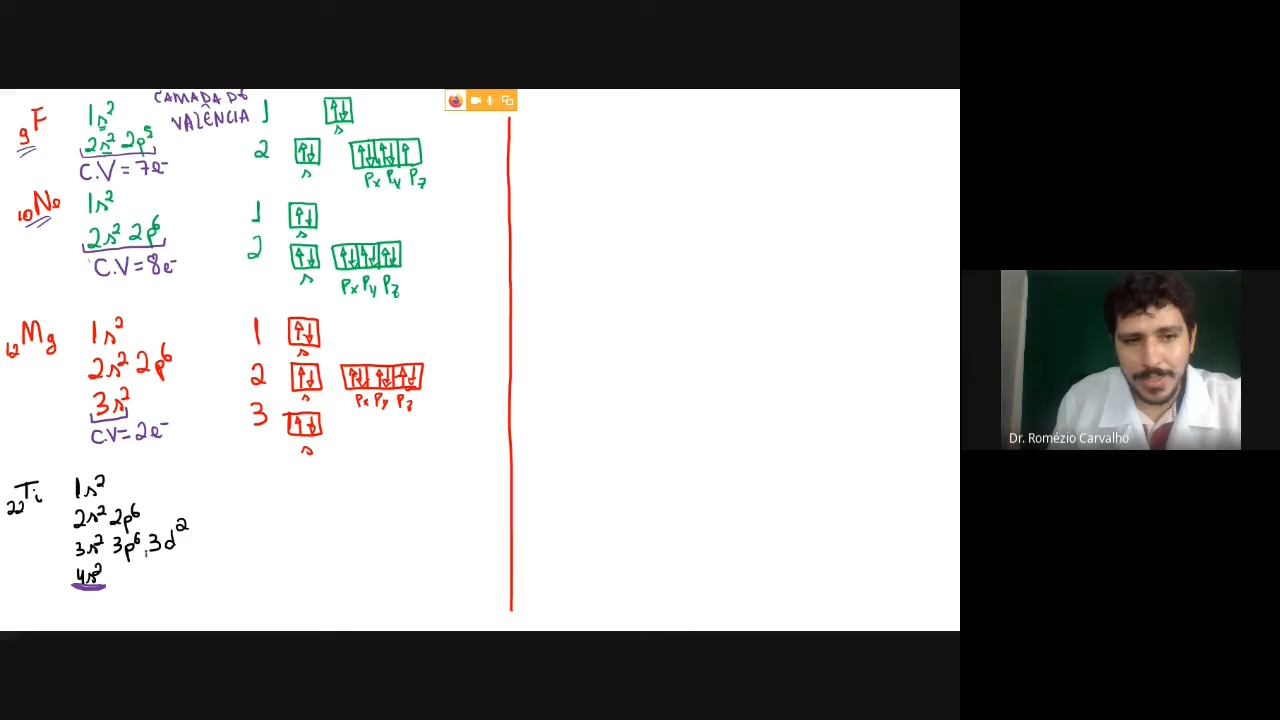 CAMADA DE
VALÊNCIA
₉F 1s² 1 ↑↓
s
2s² 2p⁵ 2 ↑↓ ↑↓ ↑↓ ↑
C.V = 7e⁻ s Px Py Pz
₁₀Ne 1s² 1 ↑↓
s
2s² 2p⁶ 2 ↑↓ ↑↓ ↑↓ ↑↓
C.V = 8e⁻ s Px Py Pz
₁₂Mg 1s² 1 ↑↓
s
2s² 2p⁶ 2 ↑↓ ↑↓ ↑↓ ↑↓
s Px Py Pz
3s² 3 ↑↓
C.V = 2e⁻ s
₂₂Ti 1s²
2s² 2p⁶
3s² 3p⁶ 3d²
4s²
Dr. Romézio Carvalho